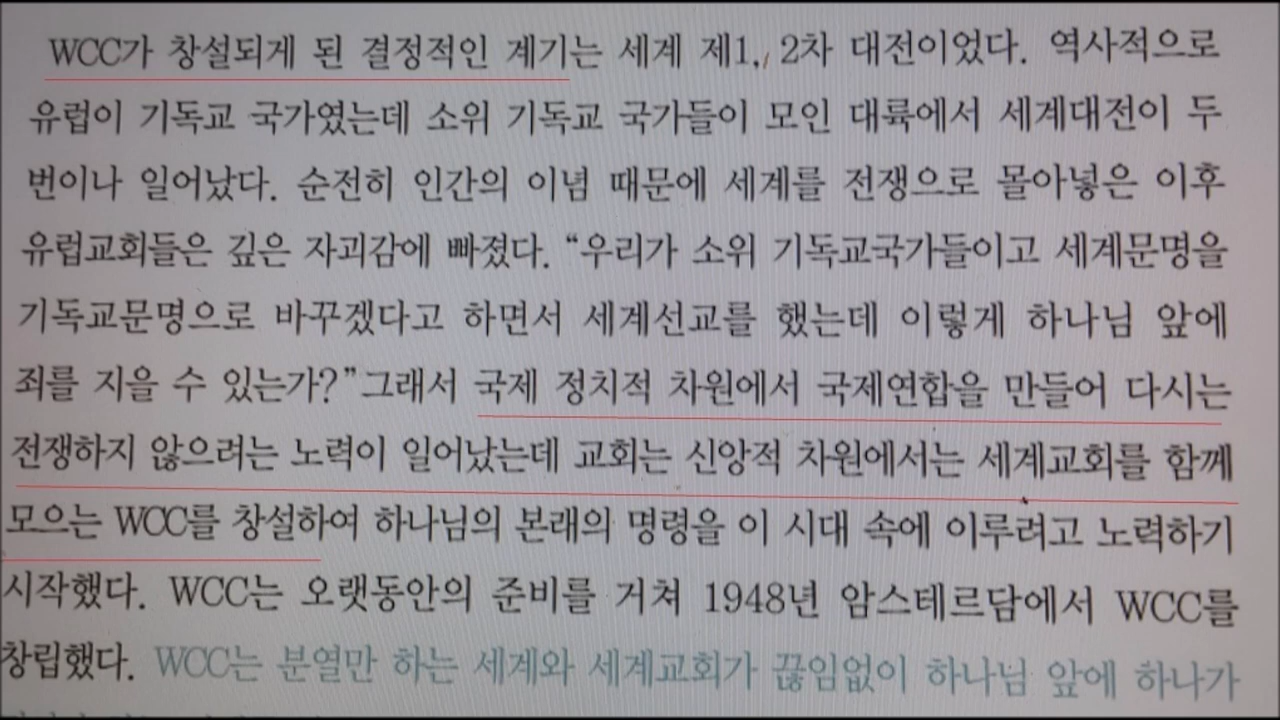 WCC가 창설되게 된 결정적인 계기는 세계 제1, 2차 대전이었다. 역사적으로
유럽이 기독교 국가였는데 소위 기독교 국가들이 모인 대륙에서 세계대전이 두
번이나 일어났다. 순전히 인간의 이념 때문에 세계를 전쟁으로 몰아넣은 이후
유럽교회들은 깊은 자괴감에 빠졌다. “우리가 소위 기독교국가들이고 세계문명을
기독교문명으로 바꾸겠다고 하면서 세계선교를 했는데 이렇게 하나님 앞에
죄를 지을 수 있는가?” 그래서 국제 정치적 차원에서 국제연합을 만들어 다시는
전쟁하지 않으려는 노력이 일어났는데 교회는 신앙적 차원에서는 세계교회를 함께
모으는 WCC를 창설하여 하나님의 본래의 명령을 이 시대 속에 이루려고 노력하기
시작했다. WCC는 오랫동안의 준비를 거쳐 1948년 암스테르담에서 WCC를
창립했다. WCC는 분열만 하는 세계와 세계교회가 끊임없이 하나님 앞에 하나가